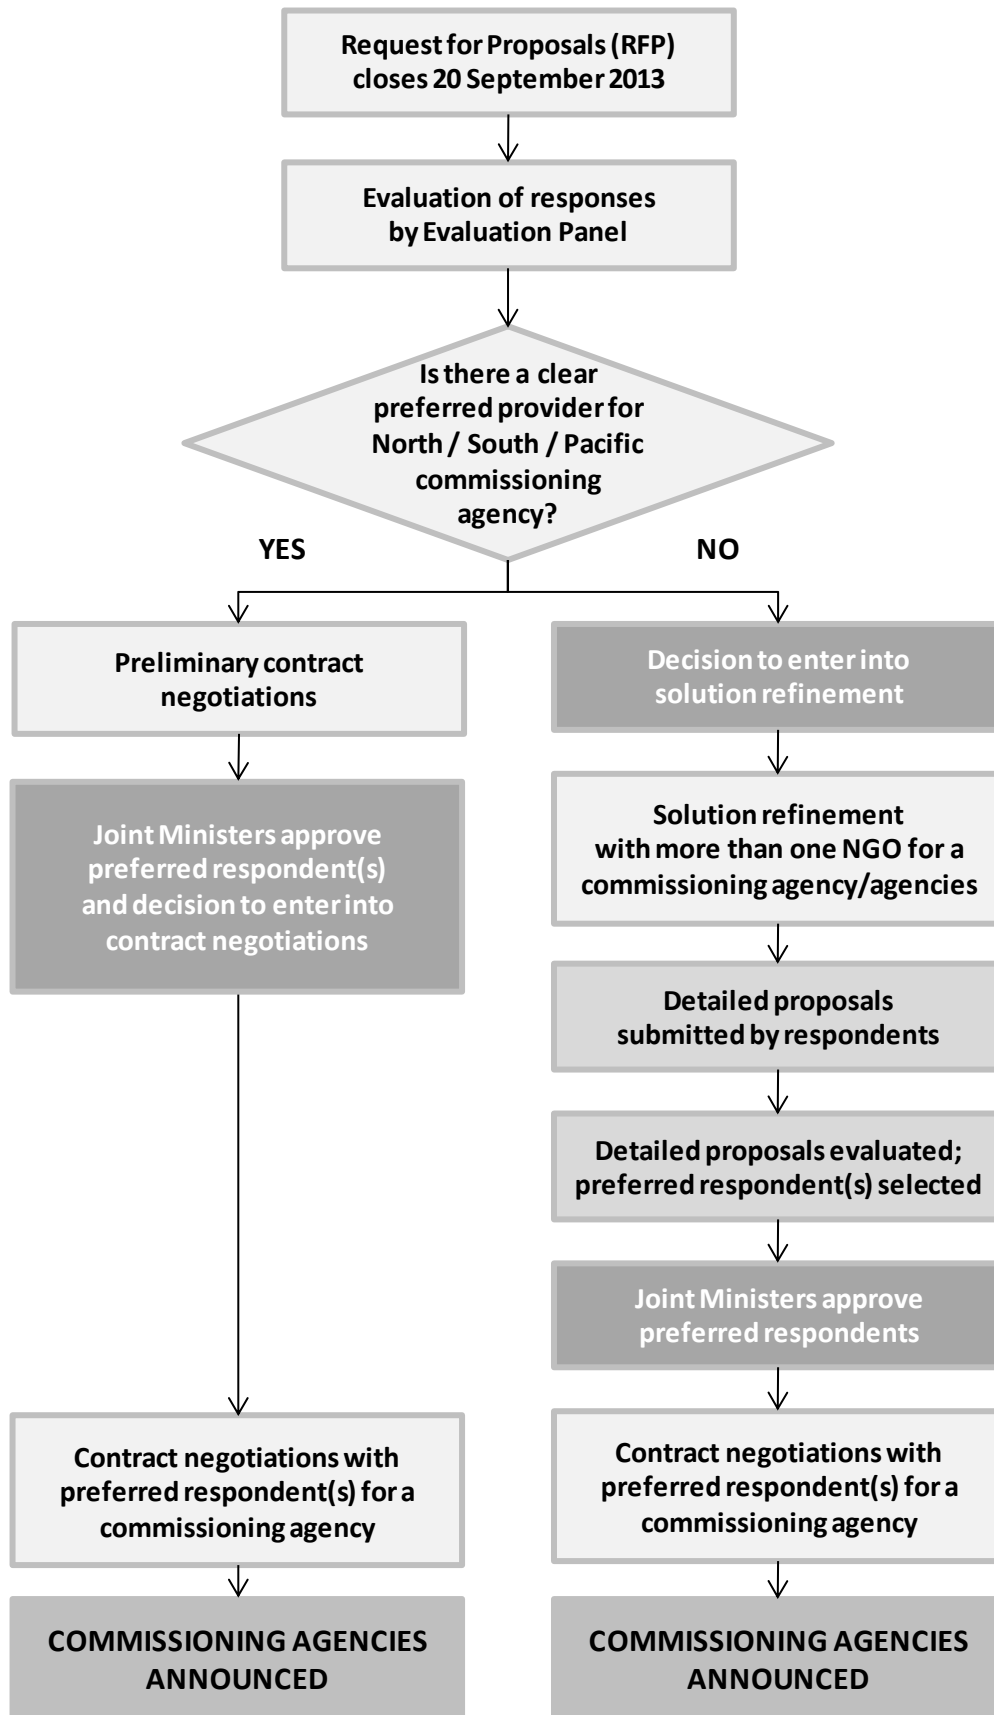 Request for Proposals (RFP)
closes 20 September 2013
Evaluation of responses
by Evaluation Panel
Is there a clear
preferred provider for
North / South / Pacific
commissioning
agency?
YES
NO
Preliminary contract
negotiations
Joint Ministers approve
preferred respondent(s)
and decision to enter into
contract negotiations
Contract negotiations with
preferred respondent(s) for a
commissioning agency
COMMISSIONING AGENCIES
ANNOUNCED
Decision to enter into
solution refinement
Solution refinement
with more than one NGO for a
commissioning agency/agencies
Detailed proposals
submitted by respondents
Detailed proposals evaluated;
preferred respondent(s) selected
Joint Ministers approve
preferred respondents
Contract negotiations with
preferred respondent(s) for a
commissioning agency
COMMISSIONING AGENCIES
ANNOUNCED